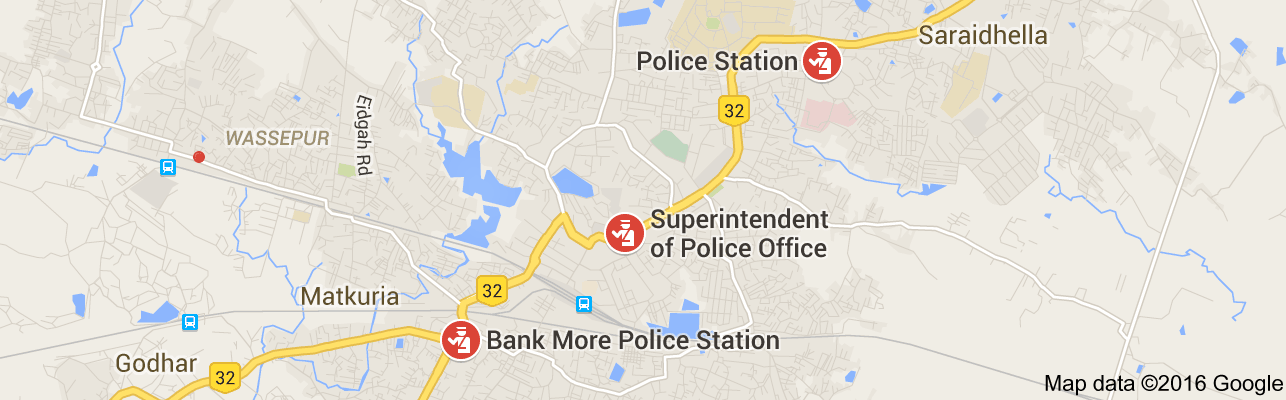 Saraidhella
Police Station
32
Eidgah Rd
WASSEPUR
Superintendent
of Police Office
32
Matkuria
Bank More Police Station
Godhar
32
Map data ©2016 Google